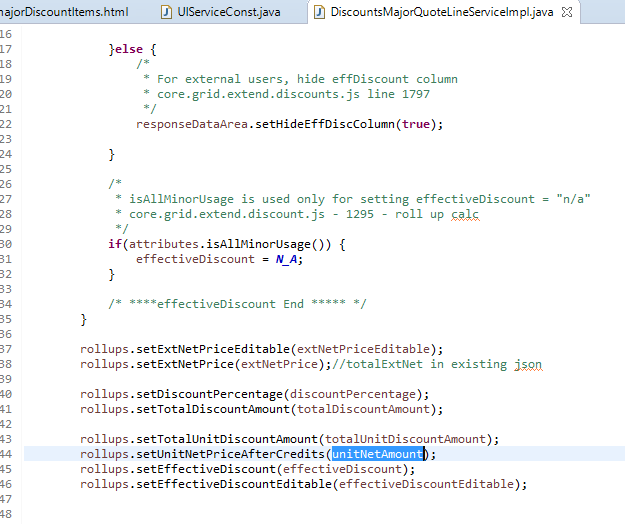 majorDiscountItems.html UIServiceConst.java DiscountsMajorQuoteLineServiceImpl.java
16
17 }else {
18 /*
19 * For external users, hide effDiscount column
20 * core.grid.extend.discounts.js line 1797
21 */
22 responseDataArea.setHideEffDiscColumn(true);
23
24 }
25
26 /*
27 * isAllMinorUsage is used only for setting effectiveDiscount = "n/a"
28 * core.grid.extend.discount.js - 1295 - roll up calc
29 */
30 if(attributes.isAllMinorUsage()) {
31 effectiveDiscount = N_A;
32 }
33
34 /* ****effectiveDiscount End ***** */
35 }
36
37 rollups.setExtNetPriceEditable(extNetPriceEditable);
38 rollups.setExtNetPrice(extNetPrice);//totalExtNet in existing json
39
40 rollups.setDiscountPercentage(discountPercentage);
41 rollups.setTotalDiscountAmount(totalDiscountAmount);
42
43 rollups.setTotalUnitDiscountAmount(totalUnitDiscountAmount);
44 rollups.setUnitNetPriceAfterCredits(unitNetAmount);
45 rollups.setEffectiveDiscount(effectiveDiscount);
46 rollups.setEffectiveDiscountEditable(effectiveDiscountEditable);
47
48